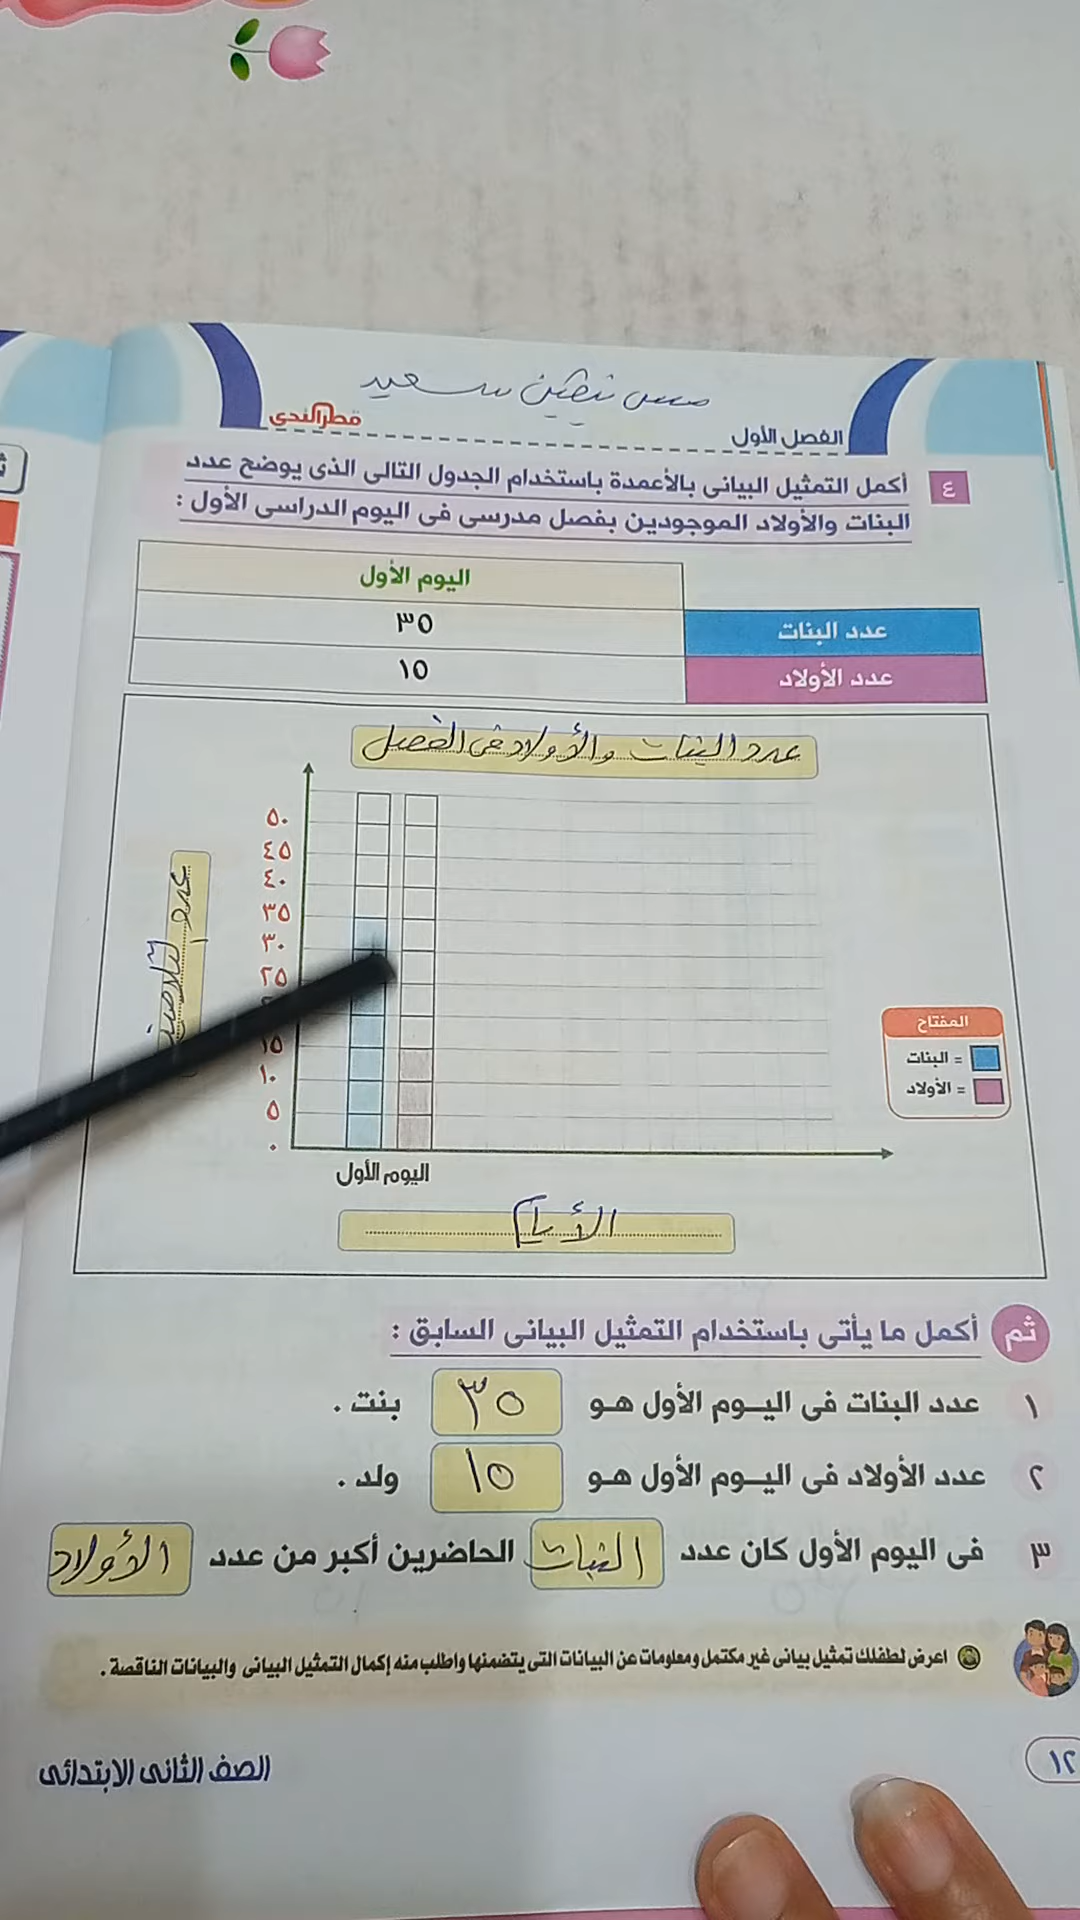 مس نيفين سعيد
قطر الندى
الفصل الأول
٤ أكمل التمثيل البيانى بالأعمدة باستخدام الجدول التالى الذى يوضح عدد
البنات والأولاد الموجودين بفصل مدرسى فى اليوم الدراسى الأول :
اليوم الأول
عدد البنات ٣٥
عدد الأولاد ١٥
عدد البنات والأولاد فى الفصل
٥٠
٤٥
٤٠
٣٥
٣٠
٢٥
١٥
١٠
٥
٠
عدد
المفتاح
= البنات
= الأولاد
اليوم الأول
الأيام
ثم أكمل ما يأتى باستخدام التمثيل البيانى السابق :
١ عدد البنات فى اليوم الأول هو ٣٥ بنت .
٢ عدد الأولاد فى اليوم الأول هو ١٥ ولد .
٣ فى اليوم الأول كان عدد البنات الحاضرين أكبر من عدد الأولاد
اعرض لطفلك تمثيل بيانى غير مكتمل ومعلومات عن البيانات التى يتضمنها واطلب منه إكمال التمثيل البيانى والبيانات الناقصة .
١٢
الصف الثانى الابتدائى